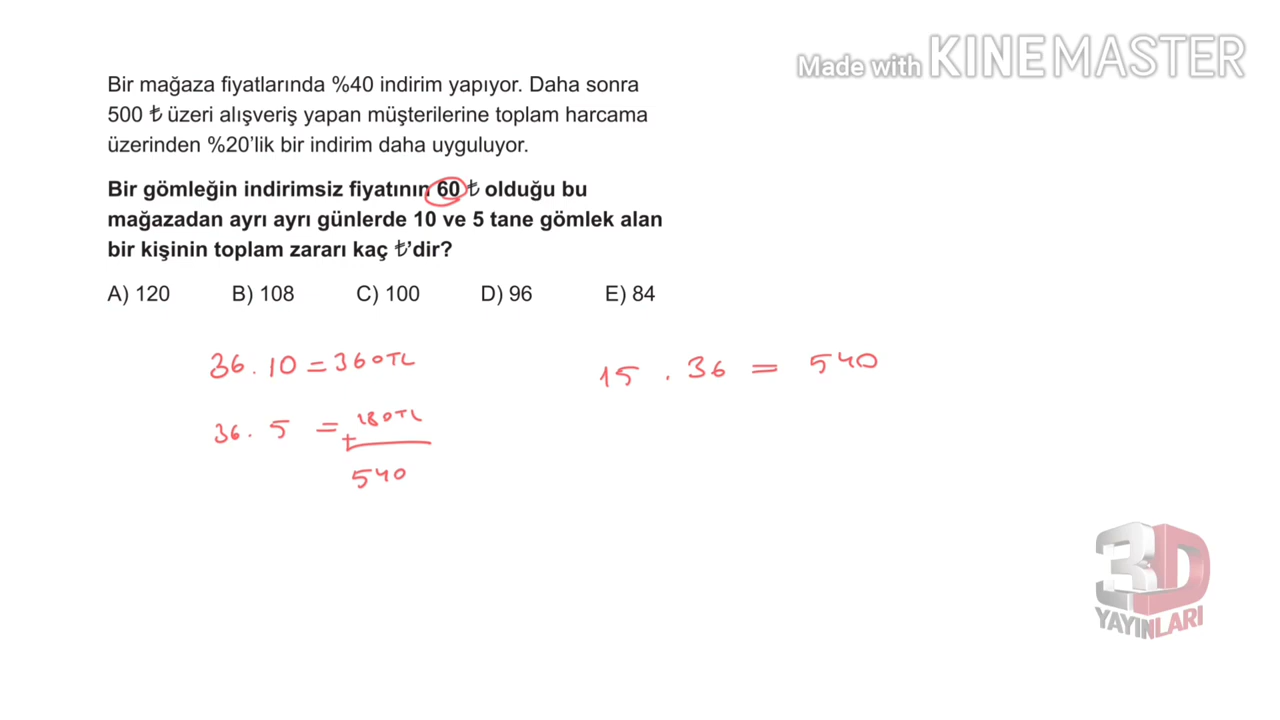 Made with KINEMASTER
Bir mağaza fiyatlarında %40 indirim yapıyor. Daha sonra
500 ₺ üzeri alışveriş yapan müşterilerine toplam harcama
üzerinden %20'lik bir indirim daha uyguluyor.
Bir gömleğin indirimsiz fiyatının 60 ₺ olduğu bu
mağazadan ayrı ayrı günlerde 10 ve 5 tane gömlek alan
bir kişinin toplam zararı kaç ₺'dir?
A) 120 B) 108 C) 100 D) 96 E) 84
36 . 10 = 360TL
36 . 5 = 180TL
+
540
15 . 36 = 540
3D
YAYINLARI